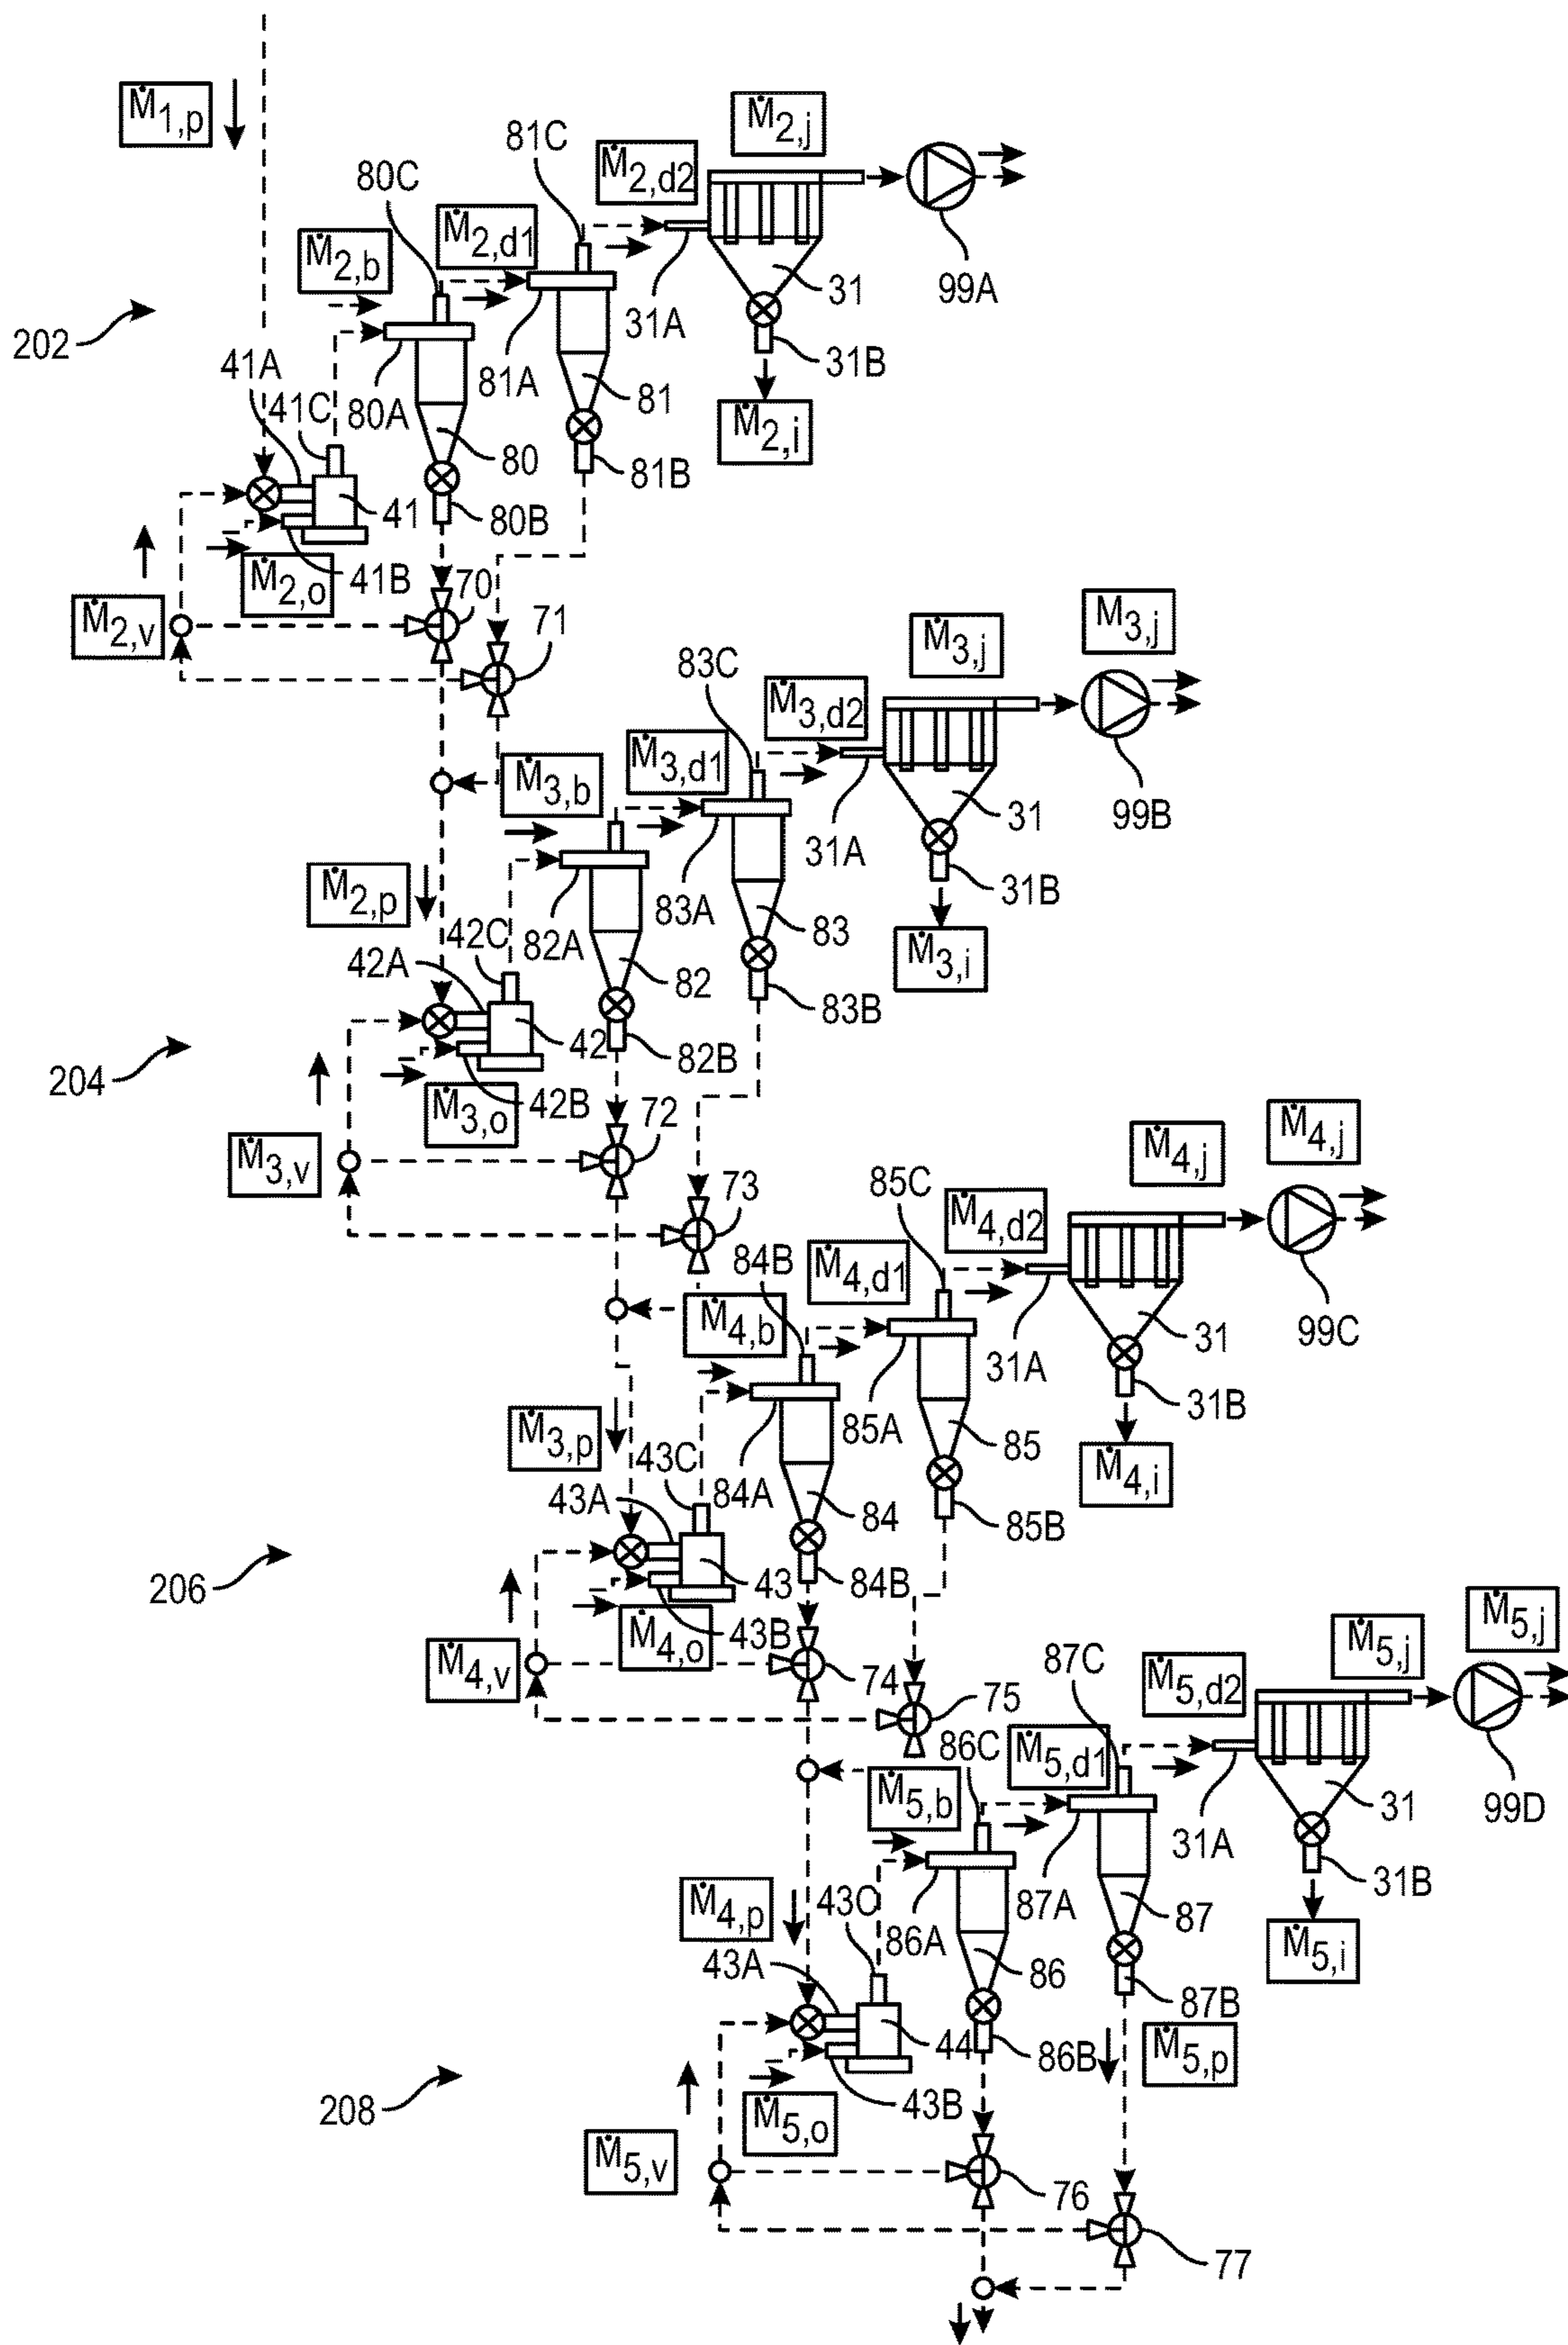 Ṁ1,p
81C
Ṁ2,j
80C
Ṁ2,d2
Ṁ2,d1
Ṁ2,b
99A
31
31A
202
31B
41A
81A
81
41C
80A
Ṁ2,i
80
81B
41
80B
Ṁ2,o
41B
70
Ṁ2,v
71
Ṁ3,j
M3,j
83C
Ṁ3,d2
Ṁ3,d1
Ṁ3,b
99B
31
31A
31B
Ṁ2,p
83A
83
42C
82A
Ṁ3,i
42A
82
83B
42
82B
204
Ṁ3,o
42B
72
Ṁ4,j
Ṁ4,j
Ṁ3,v
73
85C
Ṁ4,d2
84B
Ṁ4,d1
Ṁ4,b
31
99C
31A
31B
Ṁ3,p
85A
85
43C
84A
Ṁ4,i
43A
84
85B
206
43
84B
Ṁ4,o
43B
Ṁ5,j
Ṁ5,j
Ṁ4,v
74
87C
Ṁ5,d2
75
86C
Ṁ5,d1
Ṁ5,b
31
99D
31A
31B
Ṁ4,p
43C
87A
87
86A
Ṁ5,i
43A
86
87B
44
86B
Ṁ5,p
208
43B
Ṁ5,o
Ṁ5,v
76
77